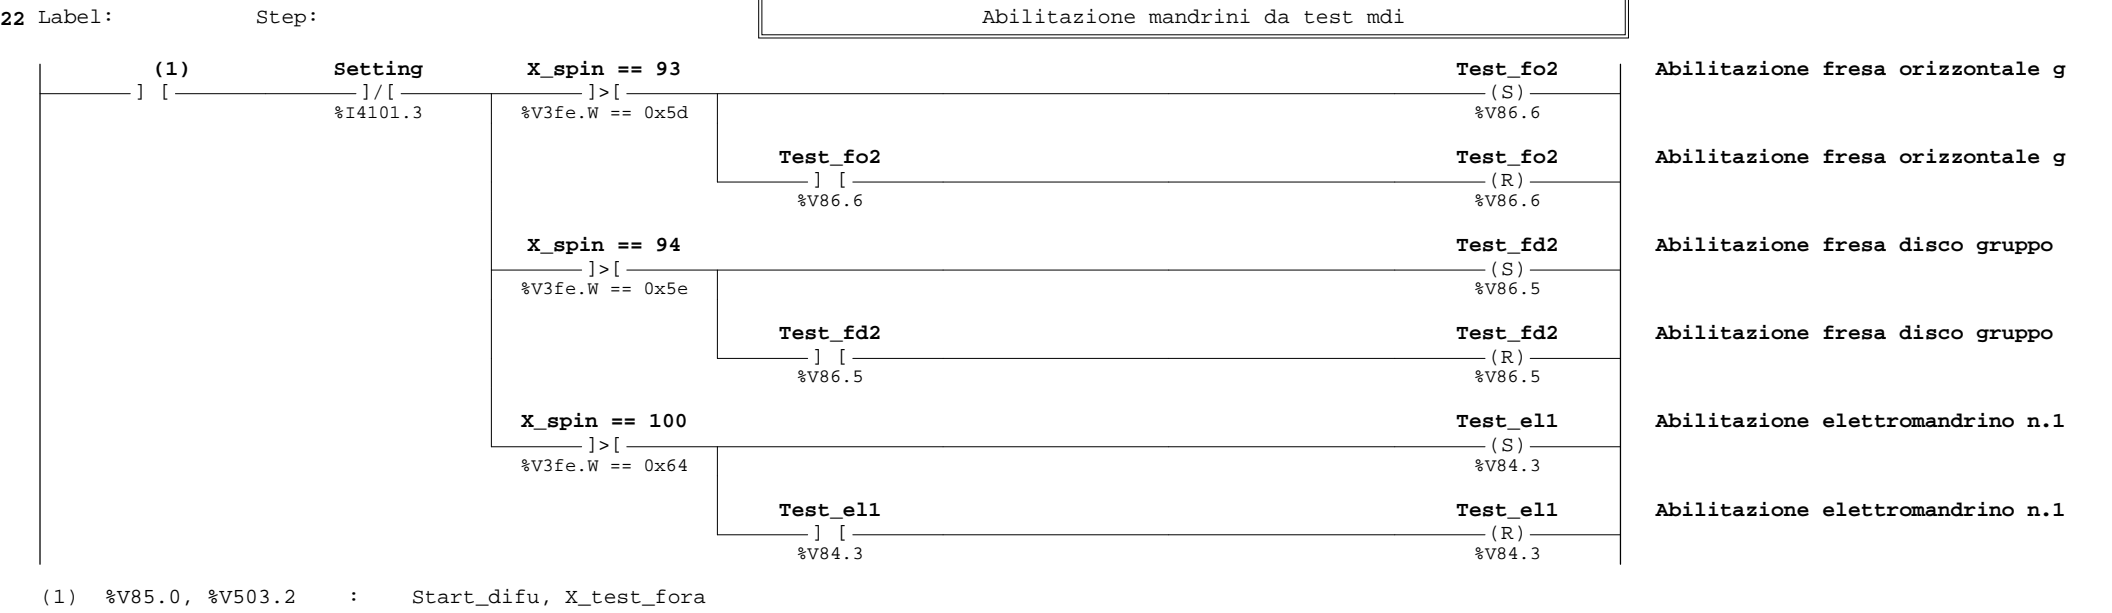 22 Label: Step: Abilitazione mandrini da test mdi
(1) Setting X_spin == 93 Test_fo2 Abilitazione fresa orizzontale g
] [ ]/[ ]>[ (S)
%I4101.3 %V3fe.W == 0x5d %V86.6
Test_fo2 Test_fo2 Abilitazione fresa orizzontale g
] [ (R)
%V86.6 %V86.6
X_spin == 94 Test_fd2 Abilitazione fresa disco gruppo
]>[ (S)
%V3fe.W == 0x5e %V86.5
Test_fd2 Test_fd2 Abilitazione fresa disco gruppo
] [ (R)
%V86.5 %V86.5
X_spin == 100 Test_el1 Abilitazione elettromandrino n.1
]>[ (S)
%V3fe.W == 0x64 %V84.3
Test_el1 Test_el1 Abilitazione elettromandrino n.1
] [ (R)
%V84.3 %V84.3
(1) %V85.0, %V503.2 : Start_difu, X_test_fora